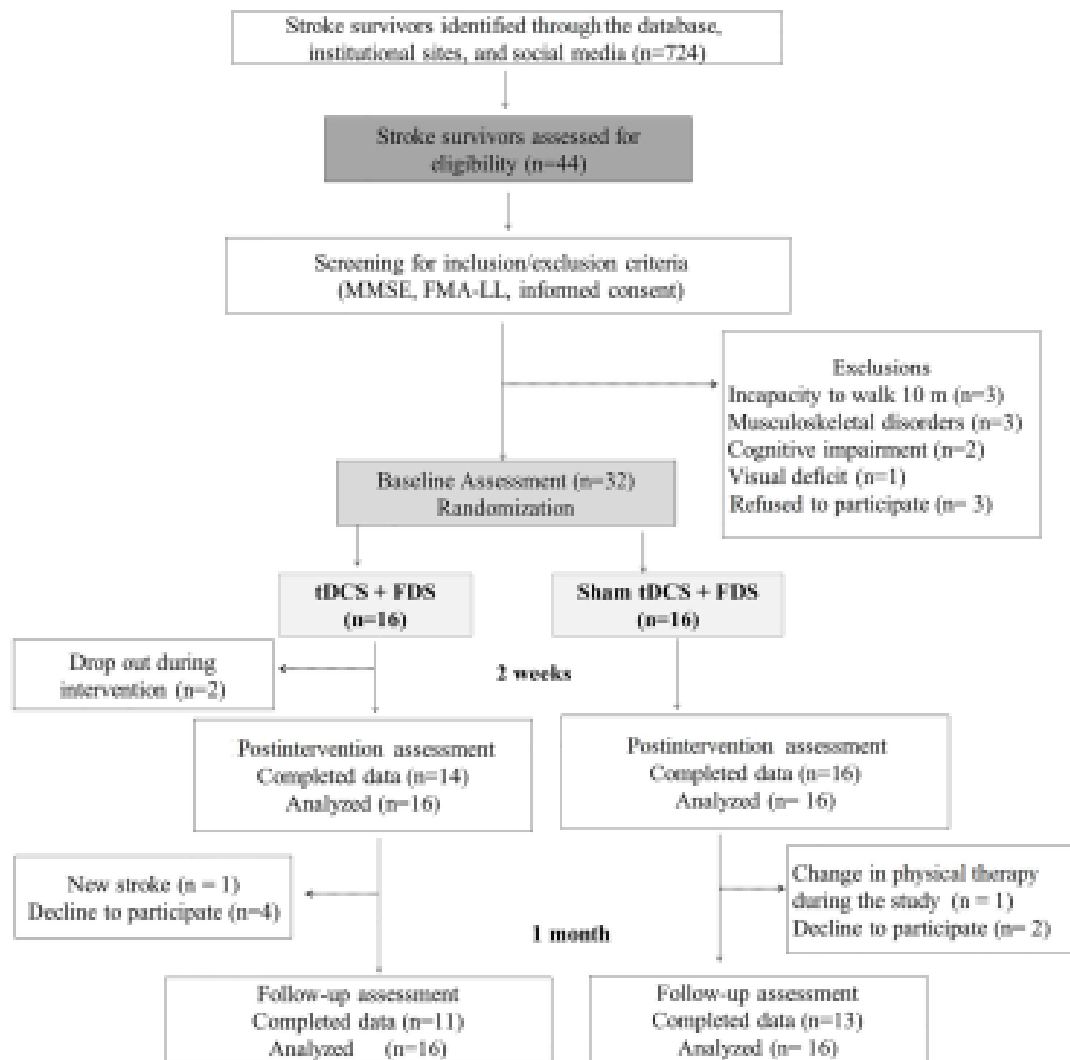 Stroke survivors identified through the database,
institutional sites, and social media (n=724)
Stroke survivors assessed for
eligibility (n=44)
Screening for inclusion/exclusion criteria
(MMSE, FMA-LL, informed consent)
Exclusions
Incapacity to walk 10 m (n=3)
Musculoskeletal disorders (n=3)
Cognitive impairment (n=2)
Visual deficit (n=1)
Refused to participate (n= 3)
Baseline Assessment (n=32)
Randomization
tDCS + FDS
(n=16)
Sham tDCS + FDS
(n=16)
Drop out during
intervention (n=2)
2 weeks
Postintervention assessment
Completed data (n=14)
Analyzed (n=16)
Postintervention assessment
Completed data (n=16)
Analyzed (n= 16)
New stroke (n = 1)
Decline to participate (n=4)
Change in physical therapy
during the study (n = 1)
Decline to participate (n= 2)
1 month
Follow-up assessment
Completed data (n=11)
Analyzed (n=16)
Follow-up assessment
Completed data (n=13)
Analyzed (n= 16)